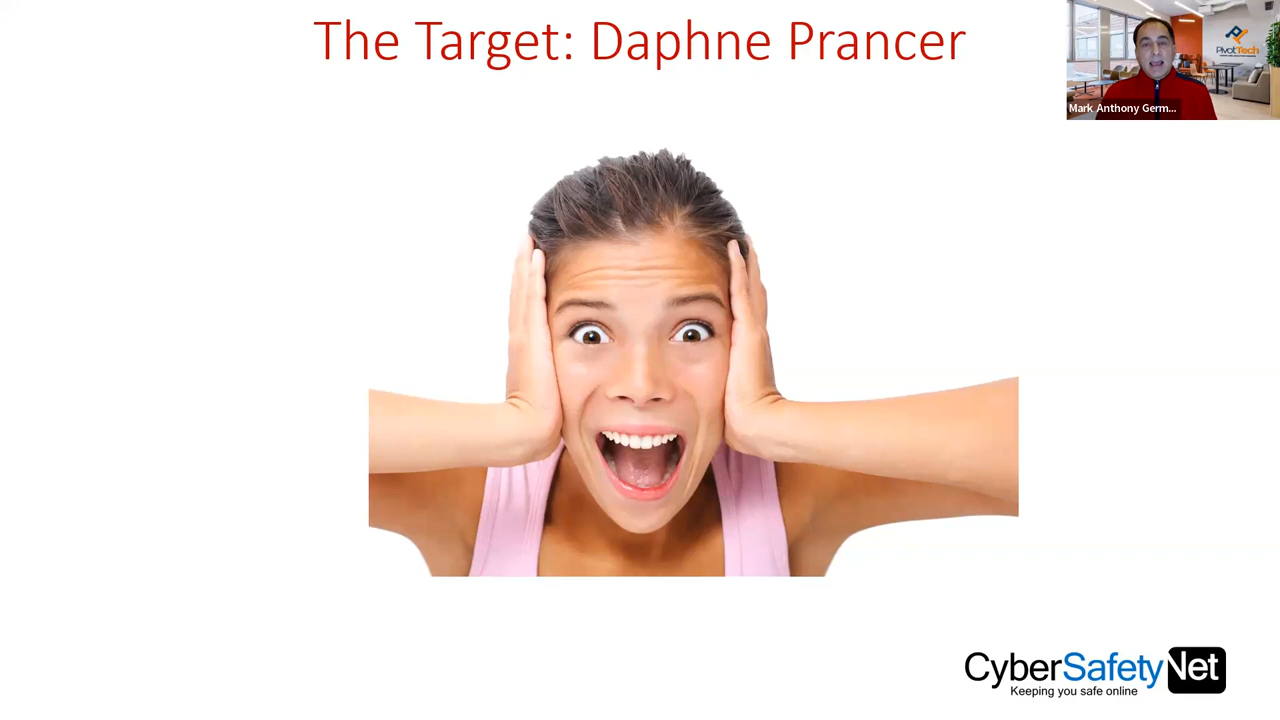 The Target: Daphne Prancer
PivotTech
Mark Anthony Germ...
CyberSafetyNet
Keeping you safe online